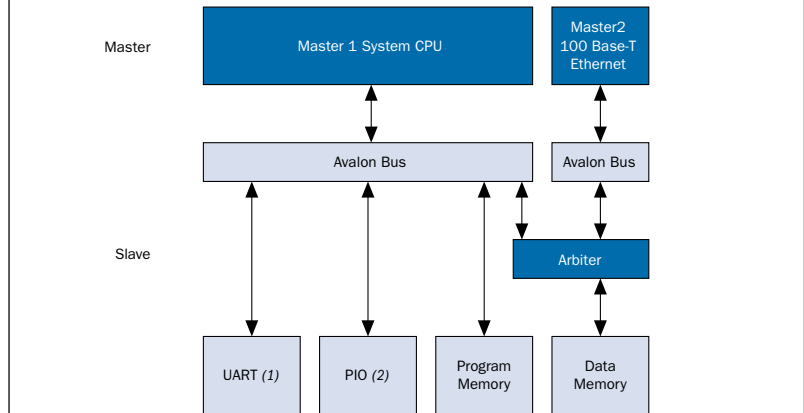 Master
Master 1 System CPU
Master2
100 Base-T
Ethernet
Avalon Bus
Avalon Bus
Slave
Arbiter
UART (1)
PIO (2)
Program
Memory
Data
Memory